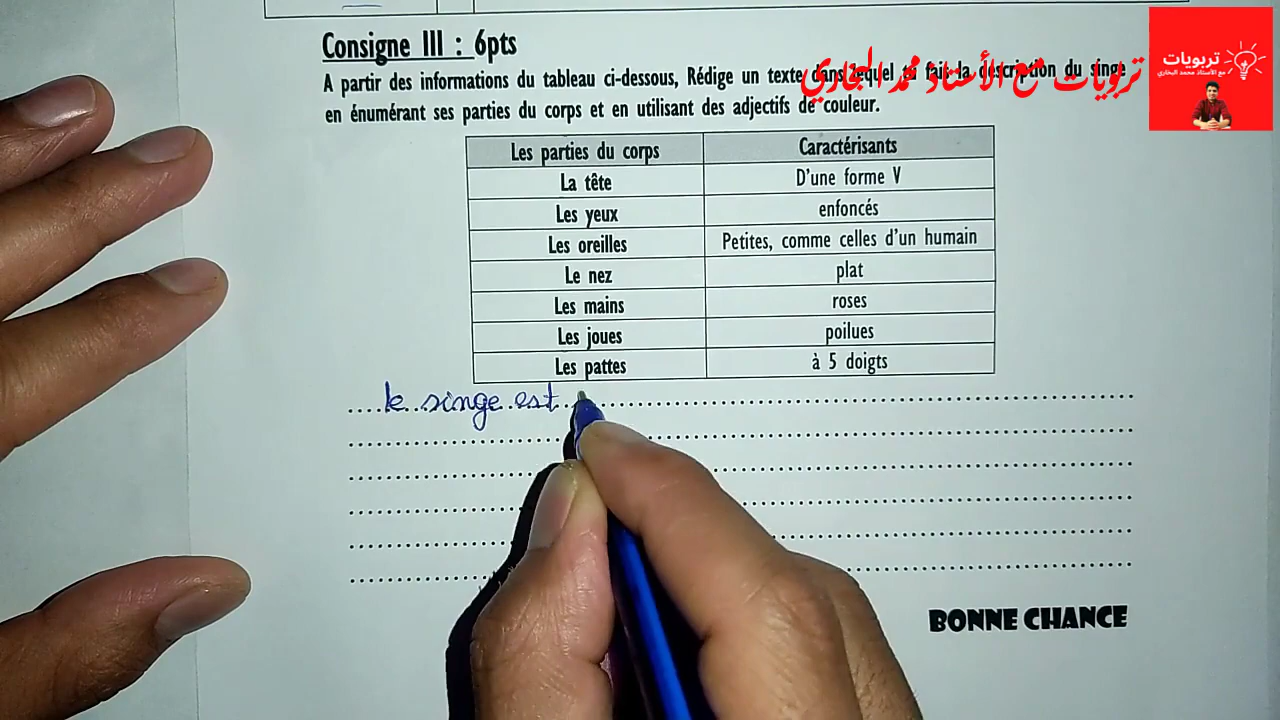 Consigne III : 6pts
A partir des informations du tableau ci-dessous, Rédige un texte dans lequel tu fais la description du singe
en énumérant ses parties du corps et en utilisant des adjectifs de couleur.
تربويات مع الأستاذ محمد البخاري
تربويات
مع الأستاذ محمد البخاري
Les parties du corps Caractérisants
La tête D'une forme V
Les yeux enfoncés
Les oreilles Petites, comme celles d'un humain
Le nez plat
Les mains roses
Les joues poilues
Les pattes à 5 doigts
le singe est
BONNE CHANCE